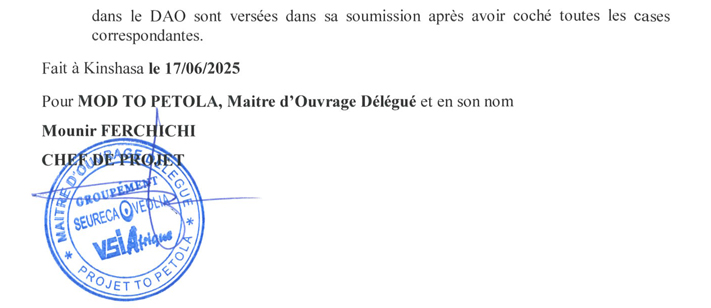 dans le DAO sont versées dans sa soumission après avoir coché toutes les cases
correspondantes.
Fait à Kinshasa le 17/06/2025
Pour MOD TO PETOLA, Maitre d’Ouvrage Délégué et en son nom
Mounir FERCHICHI
CHEF DE PROJET
* MAITRE D'OUVRAGE DELEGUE *
GROUPEMENT
SEURECA VEOLIA
VSI Afrique
PROJET TO PETOLA